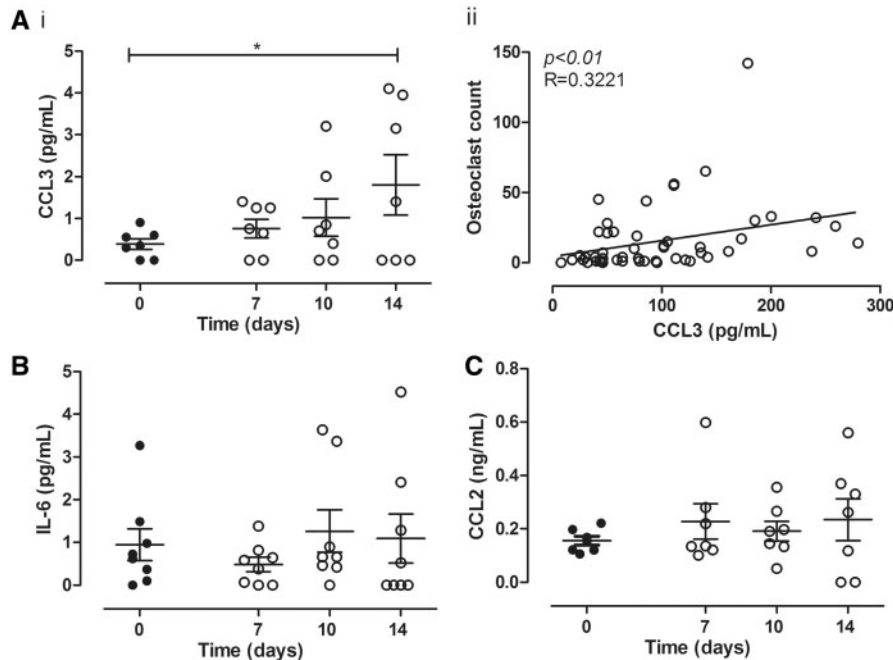 A i
*
CCL3 (pg/mL)
5
4
3
2
1
0
0 7 10 14
Time (days)
ii
p<0.01
R=0.3221
Osteoclast count
150
100
50
0
0 100 200 300
CCL3 (pg/mL)
B
IL-6 (pg/mL)
5
4
3
2
1
0
0 7 10 14
Time (days)
C
CCL2 (ng/mL)
0.8
0.6
0.4
0.2
0.0
0 7 10 14
Time (days)